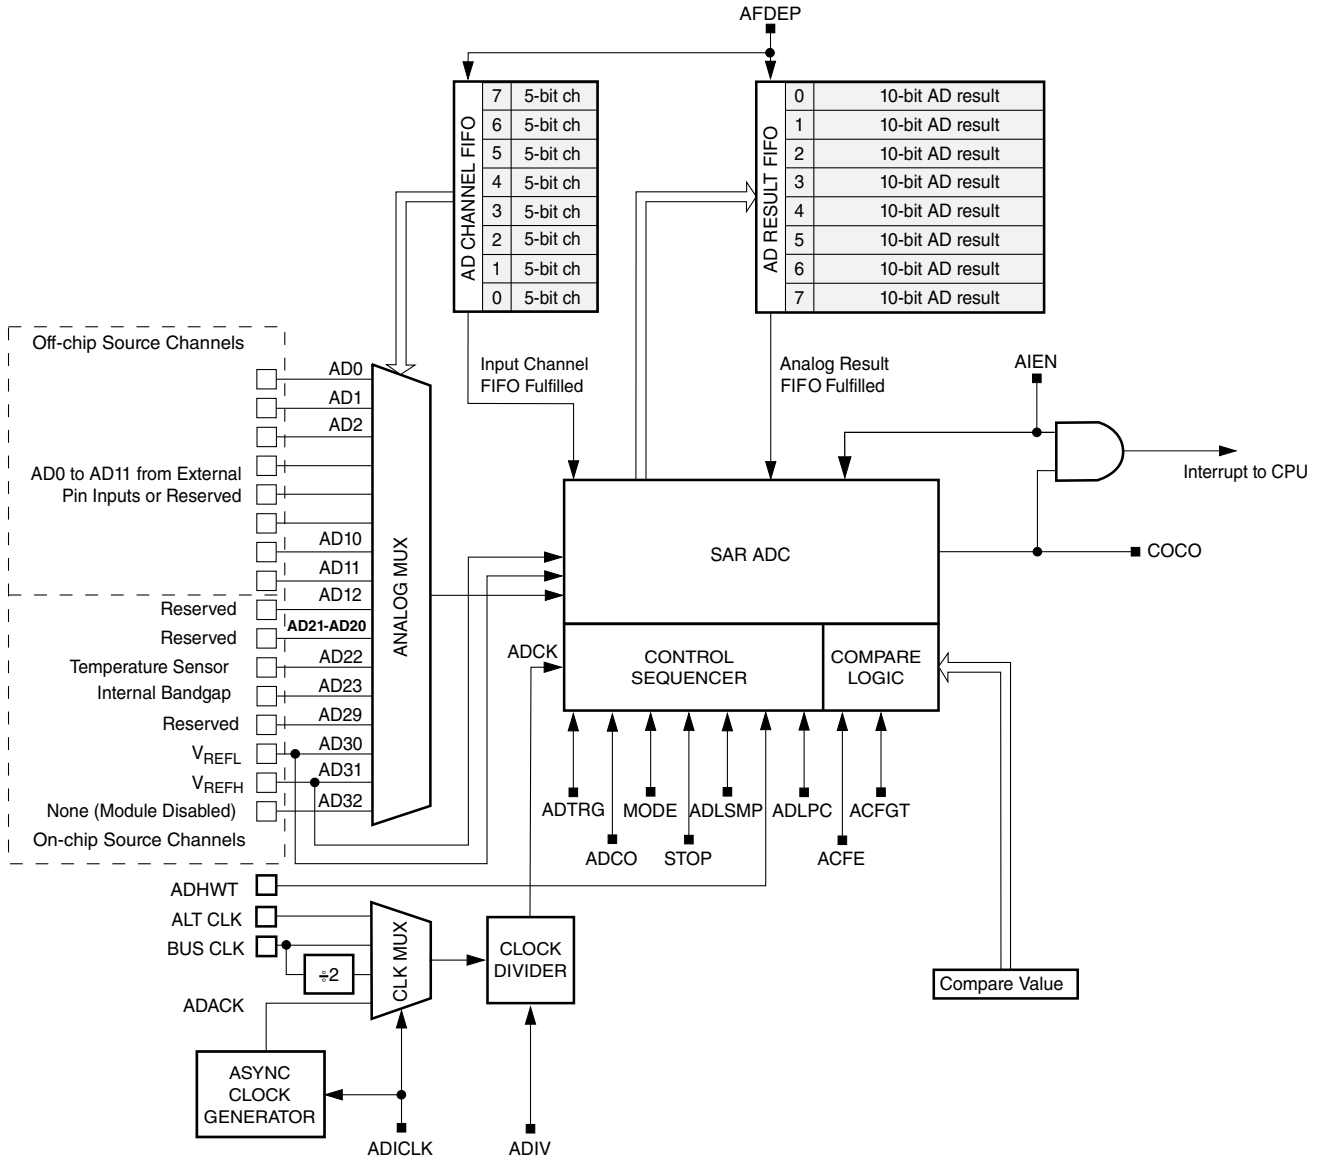 AFDEP
AD CHANNEL FIFO
7 5-bit ch
6 5-bit ch
5 5-bit ch
4 5-bit ch
3 5-bit ch
2 5-bit ch
1 5-bit ch
0 5-bit ch
AD RESULT FIFO
0 10-bit AD result
1 10-bit AD result
2 10-bit AD result
3 10-bit AD result
4 10-bit AD result
5 10-bit AD result
6 10-bit AD result
7 10-bit AD result
Off-chip Source Channels
AD0
AD1
AD2
AD0 to AD11 from External
Pin Inputs or Reserved
AD10
AD11
AD12
Reserved
AD21-AD20
Reserved
AD22
Temperature Sensor
AD23
Internal Bandgap
AD29
Reserved
AD30
VREFL
AD31
VREFH
AD32
None (Module Disabled)
On-chip Source Channels
ANALOG MUX
Input Channel
FIFO Fulfilled
Analog Result
FIFO Fulfilled
AIEN
Interrupt to CPU
COCO
SAR ADC
ADCK
CONTROL
SEQUENCER
COMPARE
LOGIC
ADTRG
MODE
ADLSMP
ADLPC
ACFGT
ADCO
STOP
ACFE
ADHWT
ALT CLK
BUS CLK
÷2
ADACK
CLK MUX
CLOCK
DIVIDER
Compare Value
ASYNC
CLOCK
GENERATOR
ADICLK
ADIV